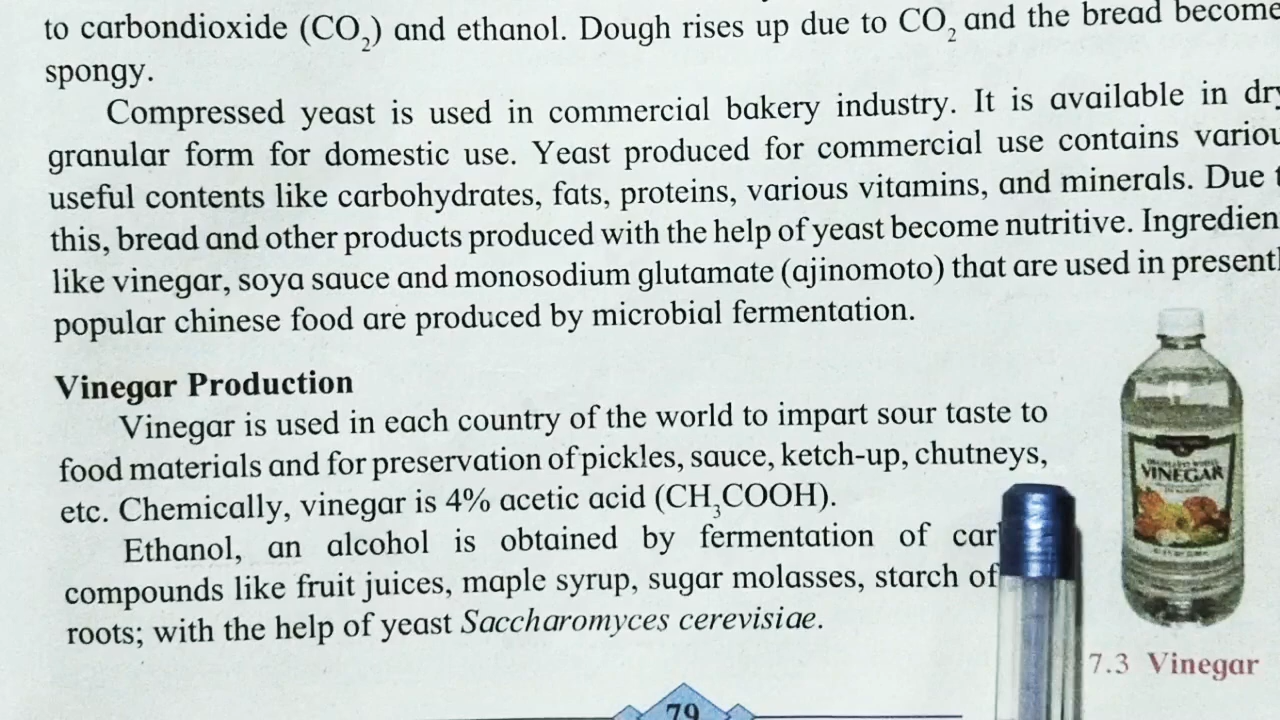 to carbondioxide (CO₂) and ethanol. Dough rises up due to CO₂ and the bread become
spongy.
Compressed yeast is used in commercial bakery industry. It is available in dry
granular form for domestic use. Yeast produced for commercial use contains variou
useful contents like carbohydrates, fats, proteins, various vitamins, and minerals. Due t
this, bread and other products produced with the help of yeast become nutritive. Ingredien
like vinegar, soya sauce and monosodium glutamate (ajinomoto) that are used in presentl
popular chinese food are produced by microbial fermentation.
Vinegar Production
Vinegar is used in each country of the world to impart sour taste to
food materials and for preservation of pickles, sauce, ketch-up, chutneys,
etc. Chemically, vinegar is 4% acetic acid (CH₃COOH).
Ethanol, an alcohol is obtained by fermentation of car
compounds like fruit juices, maple syrup, sugar molasses, starch of
roots; with the help of yeast Saccharomyces cerevisiae.
VINEGAR
7.3 Vinegar
79